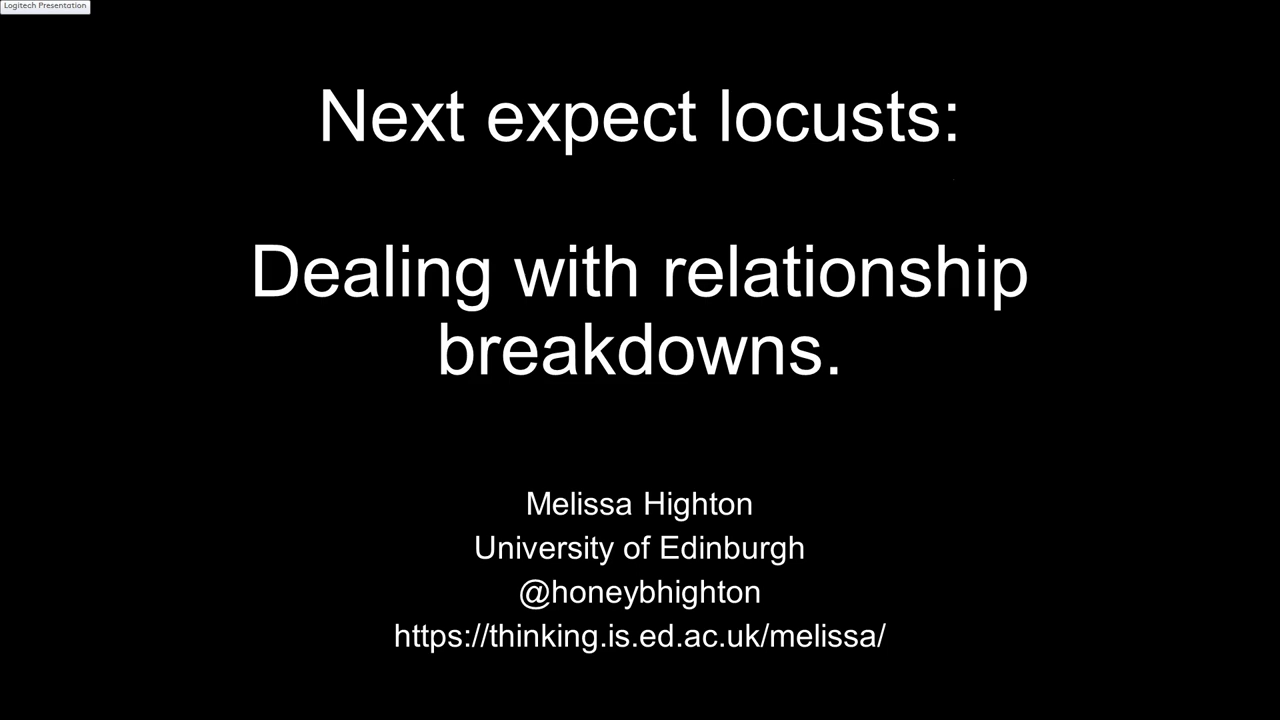 Logitech Presentation
Next expect locusts:
Dealing with relationship
breakdowns.
Melissa Highton
University of Edinburgh
@honeybhighton
https://thinking.is.ed.ac.uk/melissa/